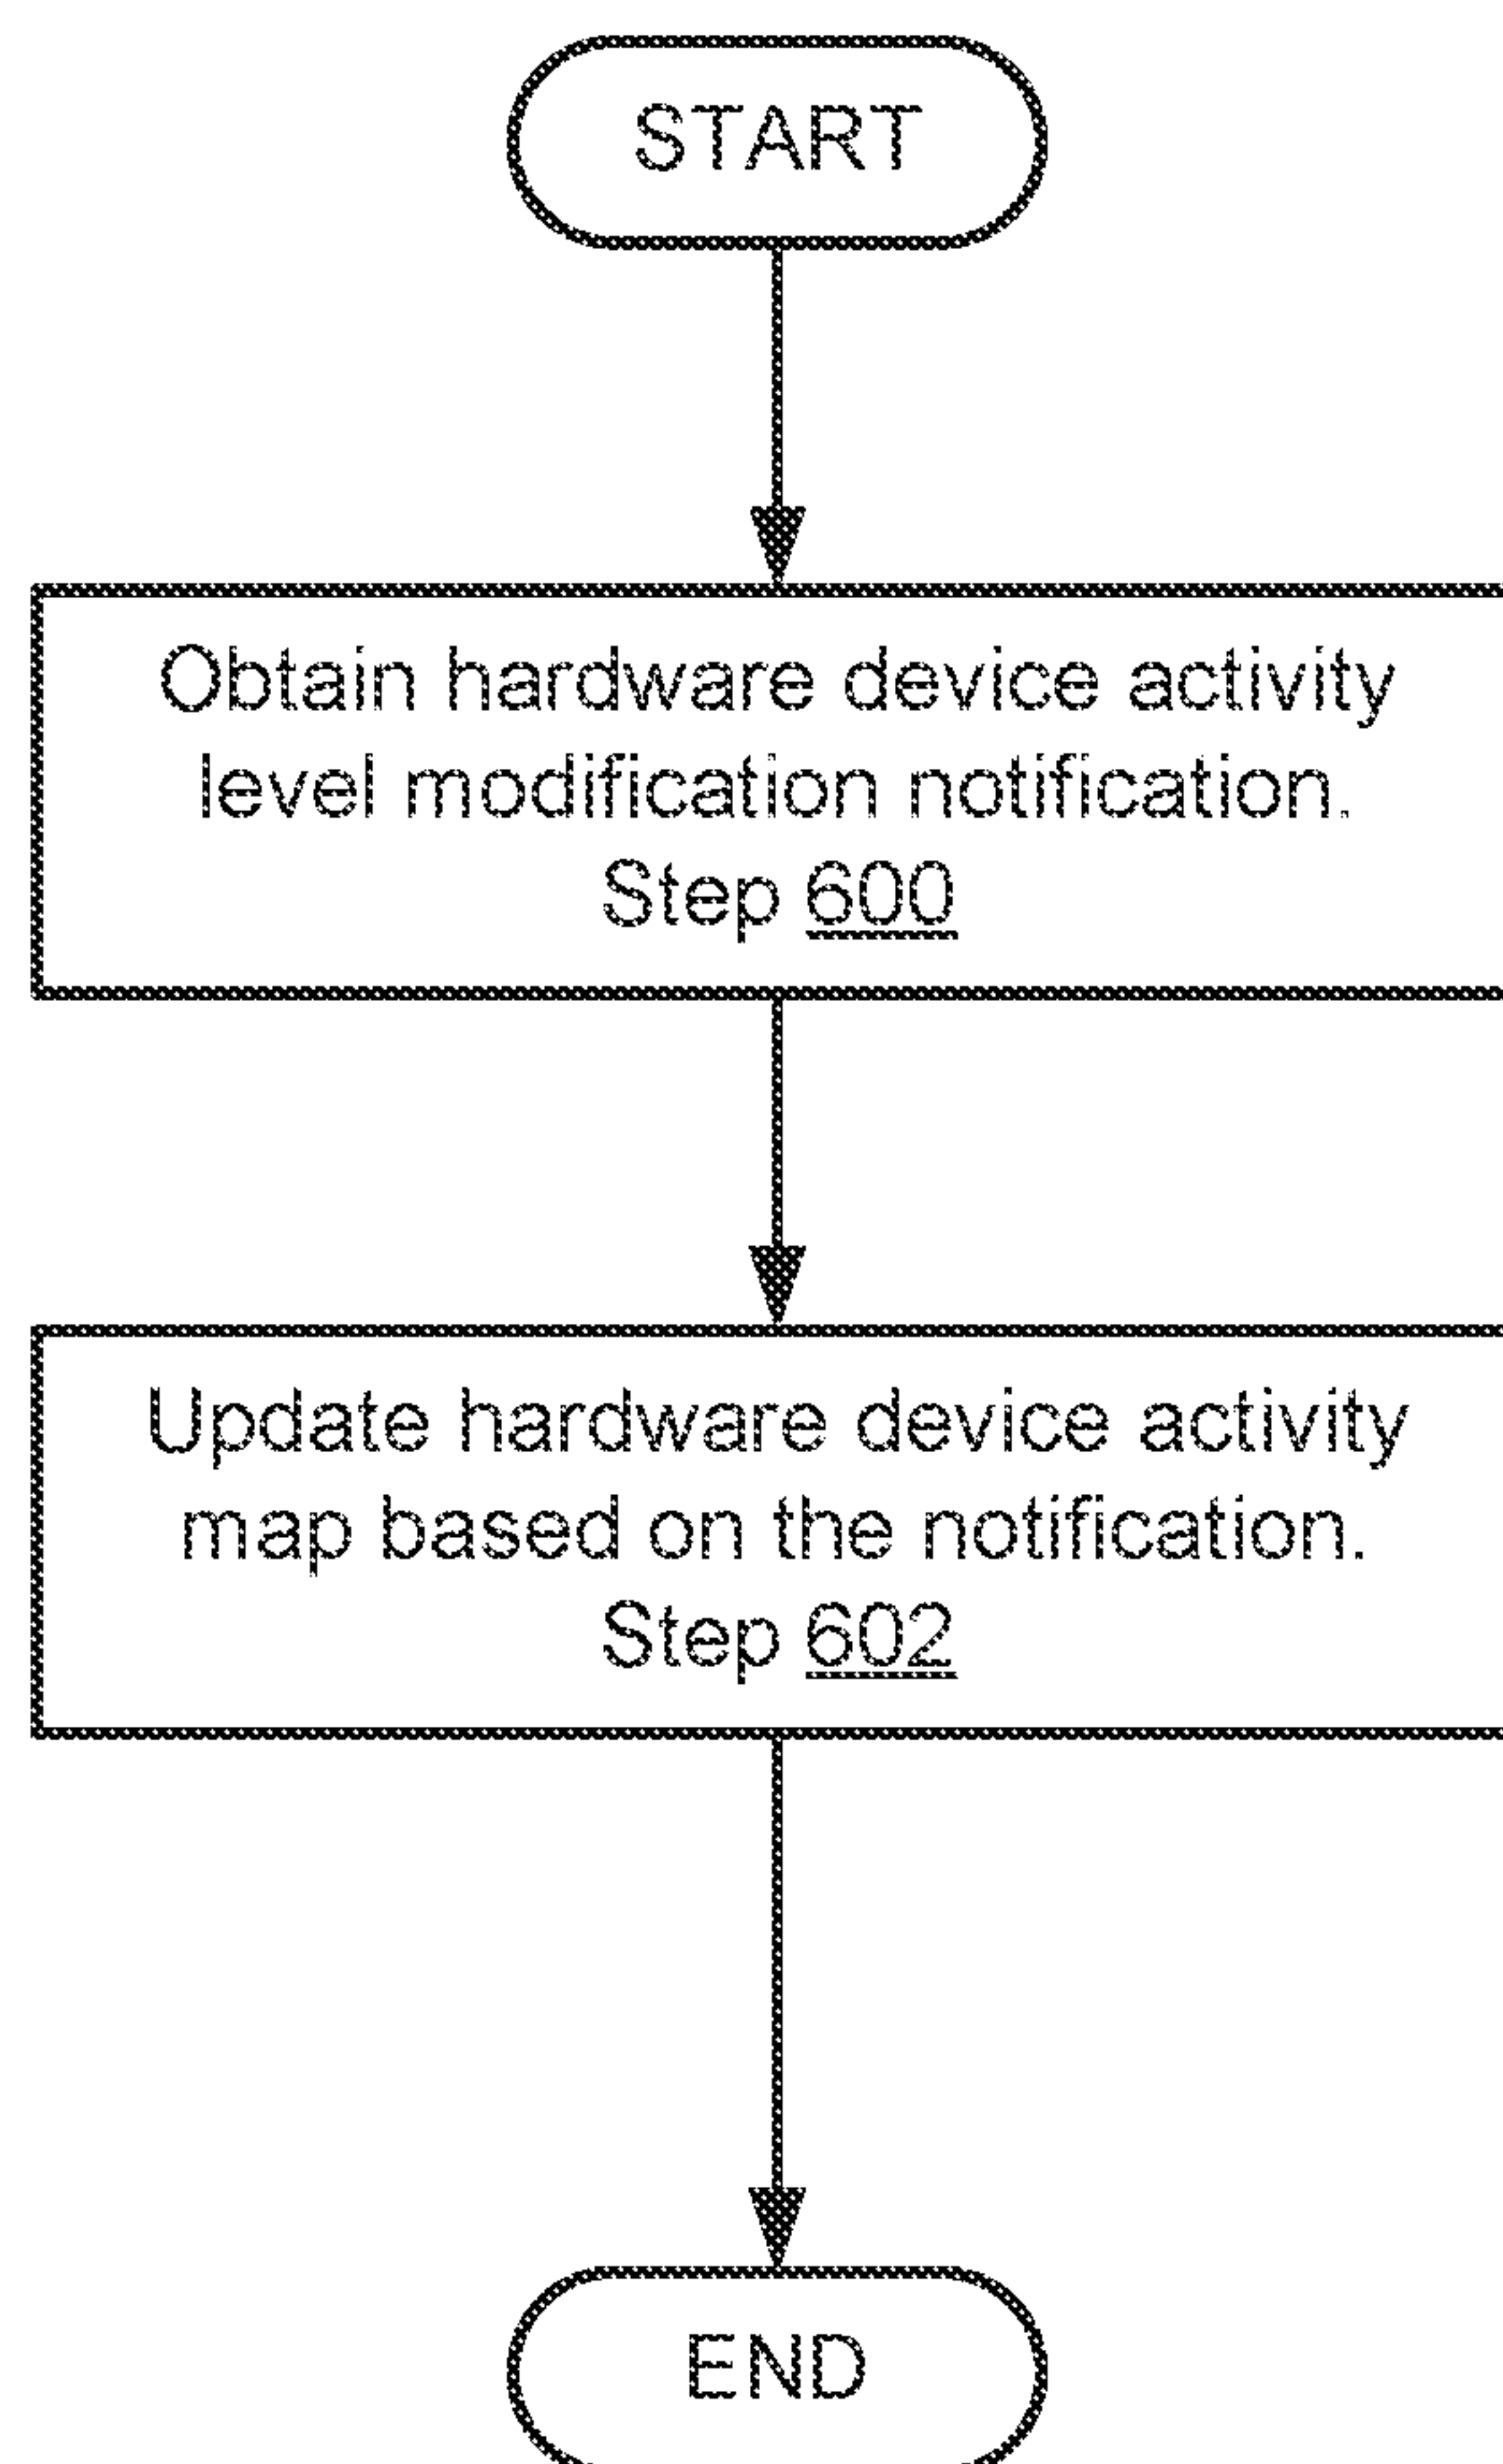 START
Obtain hardware device activity
level modification notification.
Step 600
Update hardware device activity
map based on the notification.
Step 602
END